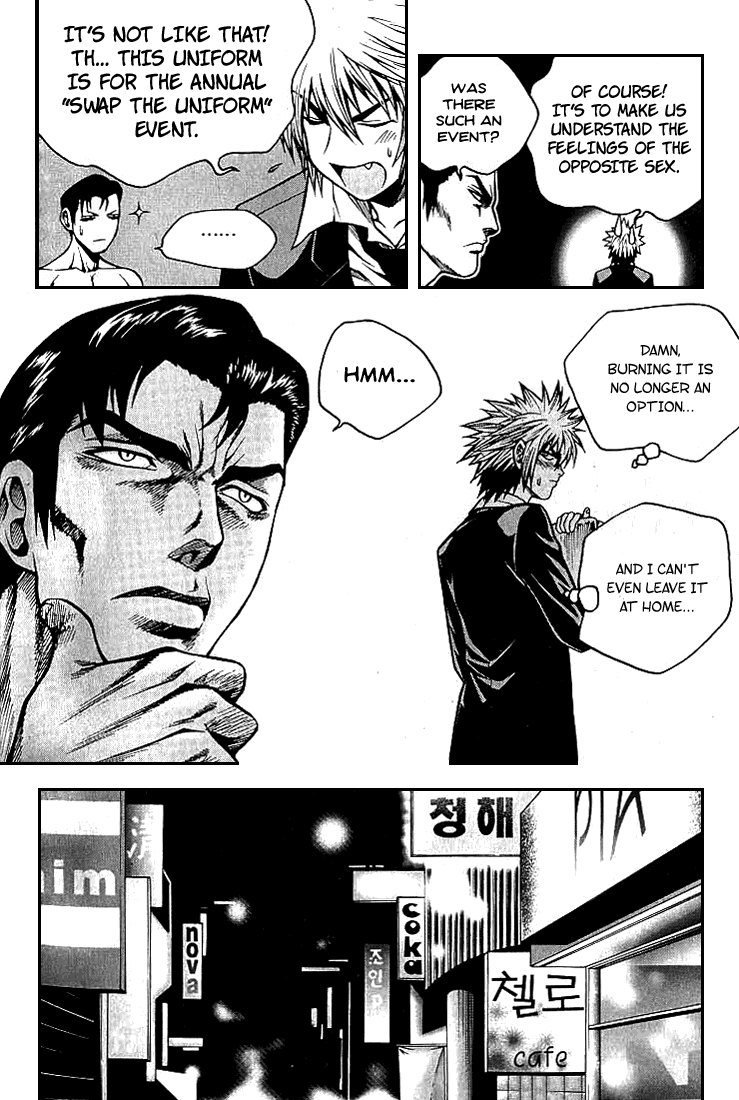 IT'S NOT LIKE THAT!
TH... THIS UNIFORM
IS FOR THE ANNUAL
"SWAP THE UNIFORM"
EVENT.
......
WAS
THERE
SUCH AN
EVENT?
OF COURSE!
IT'S TO MAKE US
UNDERSTAND THE
FEELINGS OF THE
OPPOSITE SEX.
HMM...
DAMN,
BURNING IT IS
NO LONGER AN
OPTION...
AND I CAN'T
EVEN LEAVE IT
AT HOME...
him
清
nova
조인
coka
청해
첼로
cafe